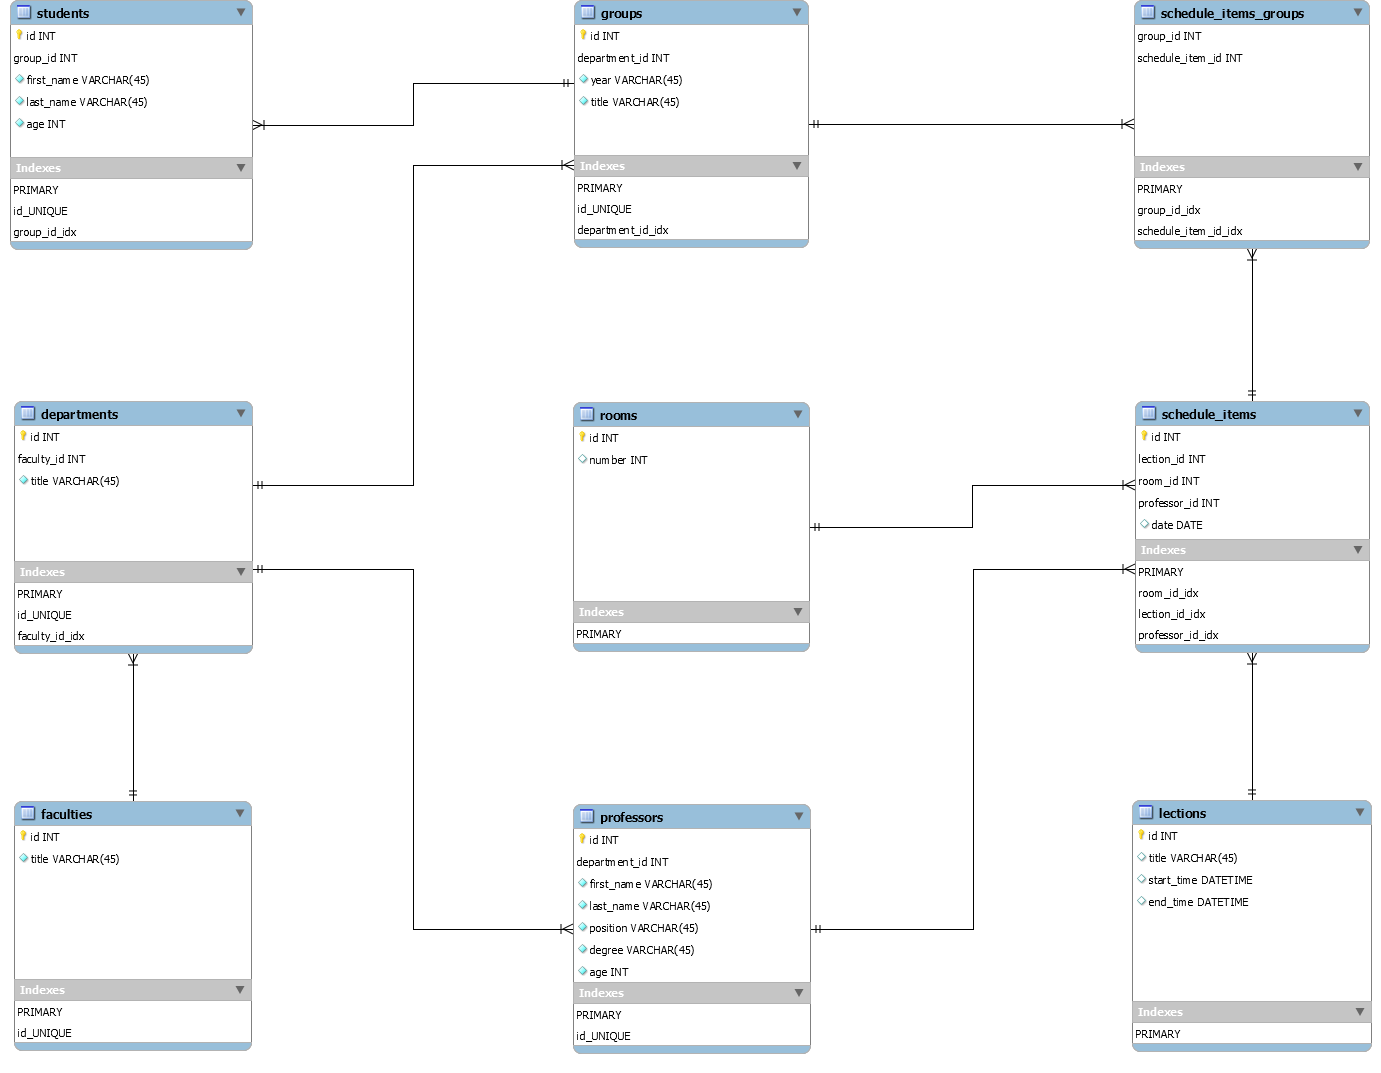 students
id INT
group_id INT
first_name VARCHAR(45)
last_name VARCHAR(45)
age INT
Indexes
PRIMARY
id_UNIQUE
group_id_idx
groups
id INT
department_id INT
year VARCHAR(45)
title VARCHAR(45)
Indexes
PRIMARY
id_UNIQUE
department_id_idx
schedule_items_groups
group_id INT
schedule_item_id INT
Indexes
PRIMARY
group_id_idx
schedule_item_id_idx
departments
id INT
faculty_id INT
title VARCHAR(45)
Indexes
PRIMARY
id_UNIQUE
faculty_id_idx
rooms
id INT
number INT
Indexes
PRIMARY
schedule_items
id INT
lection_id INT
room_id INT
professor_id INT
date DATE
Indexes
PRIMARY
room_id_idx
lection_id_idx
professor_id_idx
faculties
id INT
title VARCHAR(45)
Indexes
PRIMARY
id_UNIQUE
professors
id INT
department_id INT
first_name VARCHAR(45)
last_name VARCHAR(45)
position VARCHAR(45)
degree VARCHAR(45)
age INT
Indexes
PRIMARY
id_UNIQUE
lections
id INT
title VARCHAR(45)
start_time DATETIME
end_time DATETIME
Indexes
PRIMARY